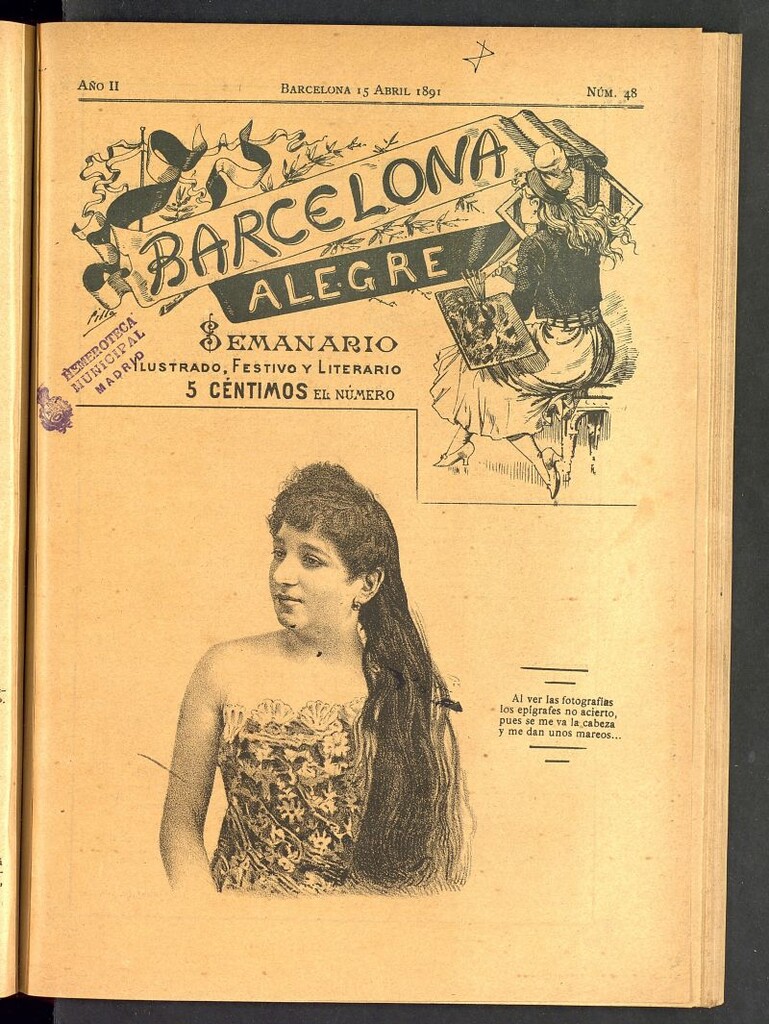 Año II
Barcelona 15 Abril 1891
Núm. 48
BARCELONA
ALEGRE
SEMANARIO
ILUSTRADO, FESTIVO Y LITERARIO
5 CÉNTIMOS EL NÚMERO
HEMEROTECA
MUNICIPAL
MADRID
Al ver las fotografías
los epígrafes no acierto,
pues se me va la cabeza
y me dan unos mareos...